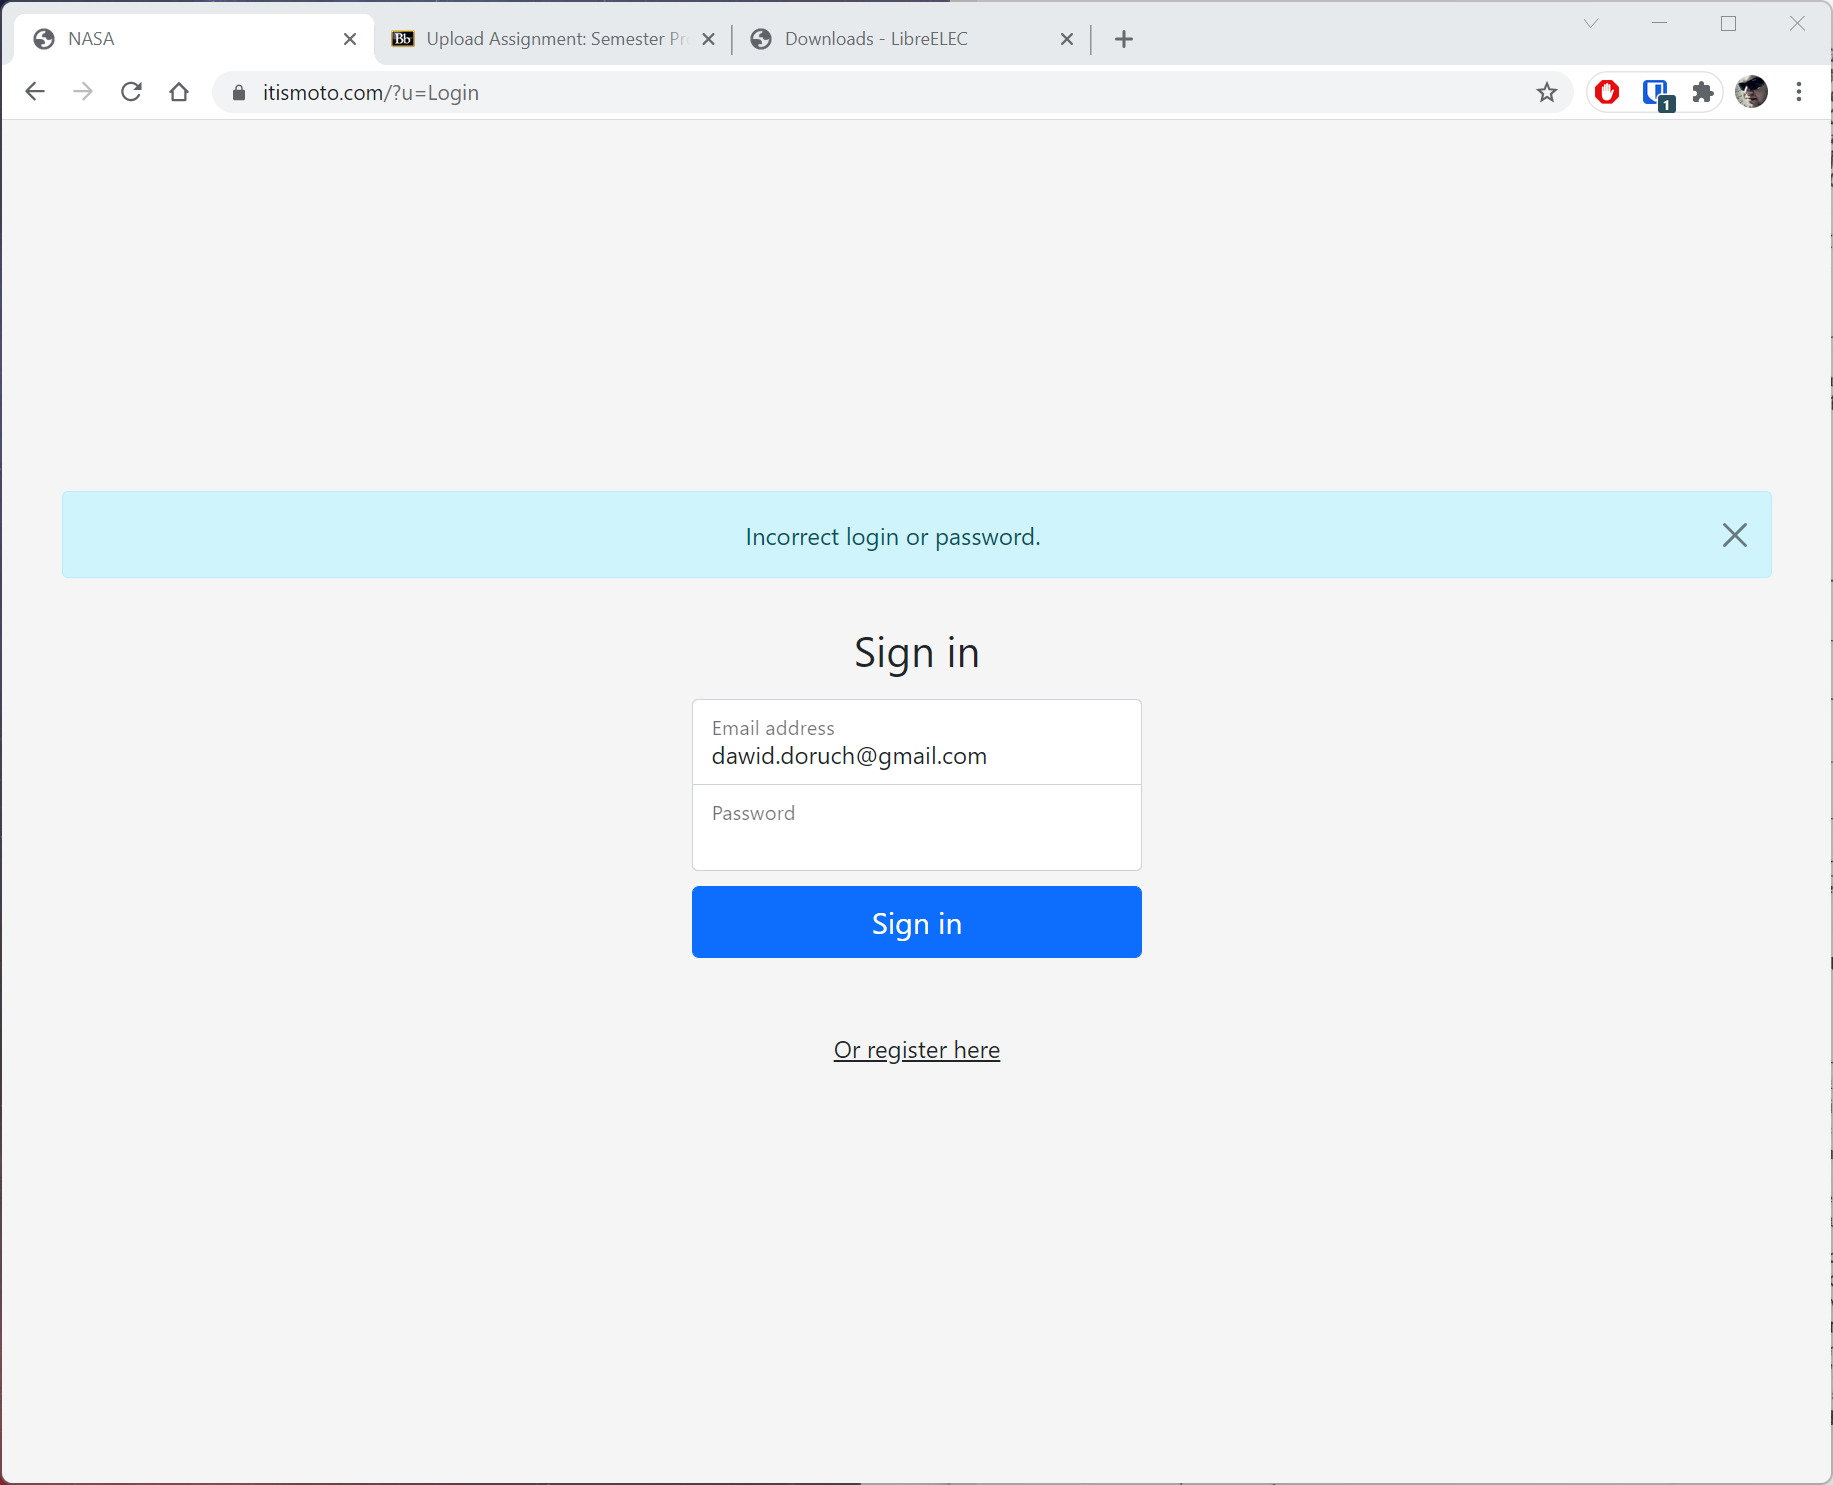 NASA
Bb Upload Assignment: Semester Pr
Downloads - LibreELEC
itismoto.com/?u=Login
1
Incorrect login or password.
Sign in
Email address
dawid.doruch@gmail.com
Password
Sign in
Or register here